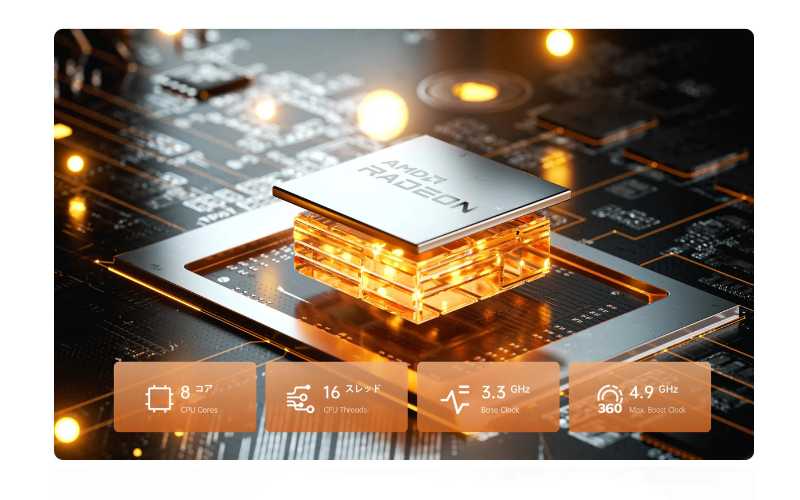 AMD
RADEON
8 コア
CPU Cores
16 スレッド
CPU Threads
3.3 GHz
Base Clock
360
4.9 GHz
Max. Boost Clock